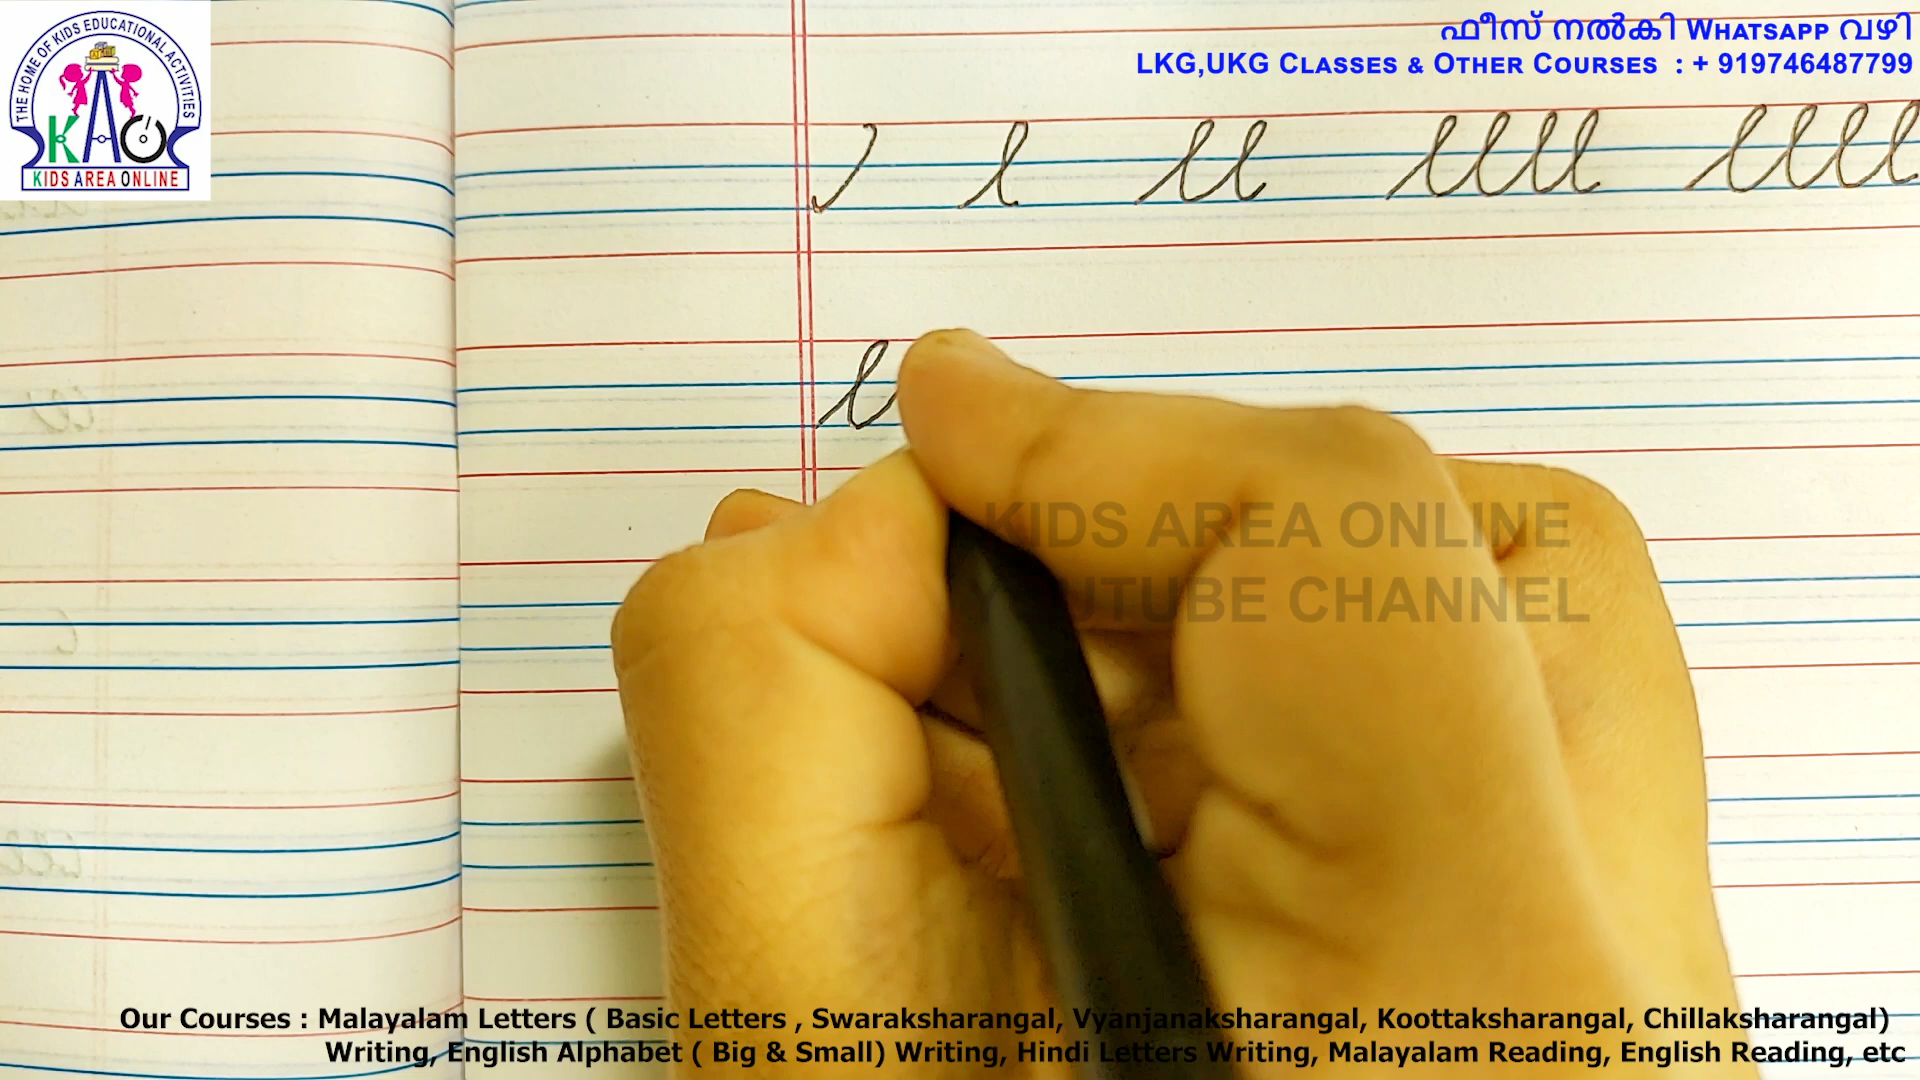 THE HOME OF KIDS EDUCATIONAL ACTIVITIES
KAO
KIDS AREA ONLINE
ഫീസ് നൽകി WHATSAPP വഴി
LKG,UKG CLASSES & OTHER COURSES : + 919746487799
l ll lll lll
KIDS AREA ONLINE
YOUTUBE CHANNEL
Our Courses : Malayalam Letters ( Basic Letters , Swaraksharangal, Vyanjanaksharangal, Koottaksharangal, Chillaksharangal)
Writing, English Alphabet ( Big & Small) Writing, Hindi Letters Writing, Malayalam Reading, English Reading, etc